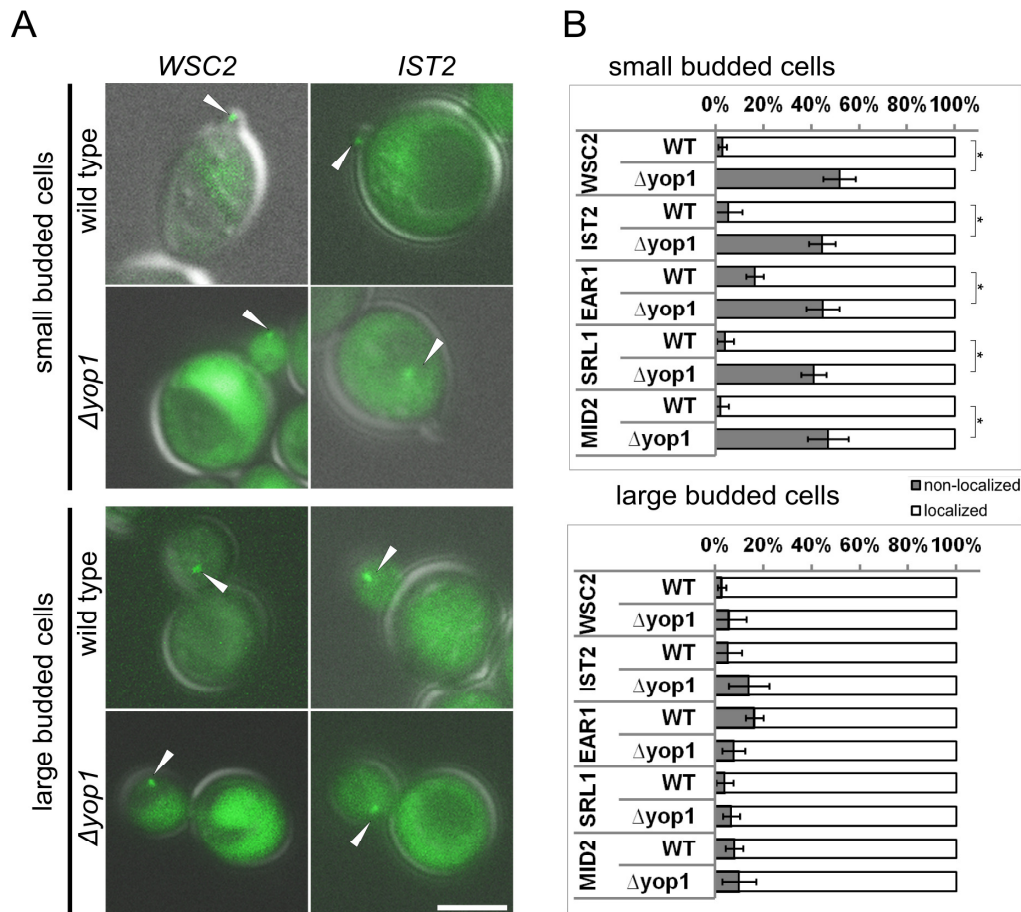 A
WSC2 IST2
small budded cells
wild type
Δyop1
large budded cells
wild type
Δyop1
B
small budded cells
0% 20% 40% 60% 80% 100%
WSC2
WT
*
Δyop1
IST2
WT
*
Δyop1
EAR1
WT
*
Δyop1
SRL1
WT
*
Δyop1
MID2
WT
*
Δyop1
non-localized
localized
large budded cells
0% 20% 40% 60% 80% 100%
WSC2
WT
Δyop1
IST2
WT
Δyop1
EAR1
WT
Δyop1
SRL1
WT
Δyop1
MID2
WT
Δyop1